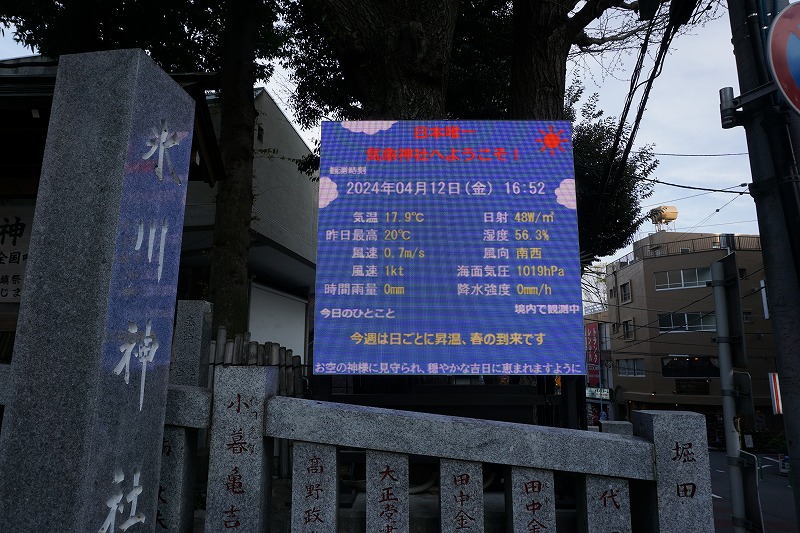 氷川神社
日本唯一
気象神社へようこそ！
観測時刻
2024年04月12日(金) 16:52
気温 17.9℃ 日射 48W/㎡
昨日最高 20℃ 湿度 56.3%
風速 0.7m/s 風向 南西
風速 1kt 海面気圧 1019hPa
時間雨量 0mm 降水強度 0mm/h
今日のひとこと 境内で観測中
今週は日ごとに昇温、春の到来です
お空の神様に見守られ、穏やかな吉日に恵まれますように
小暮亀吉
高野政
大正堂
田中金
田中金
代
堀田
神
全国